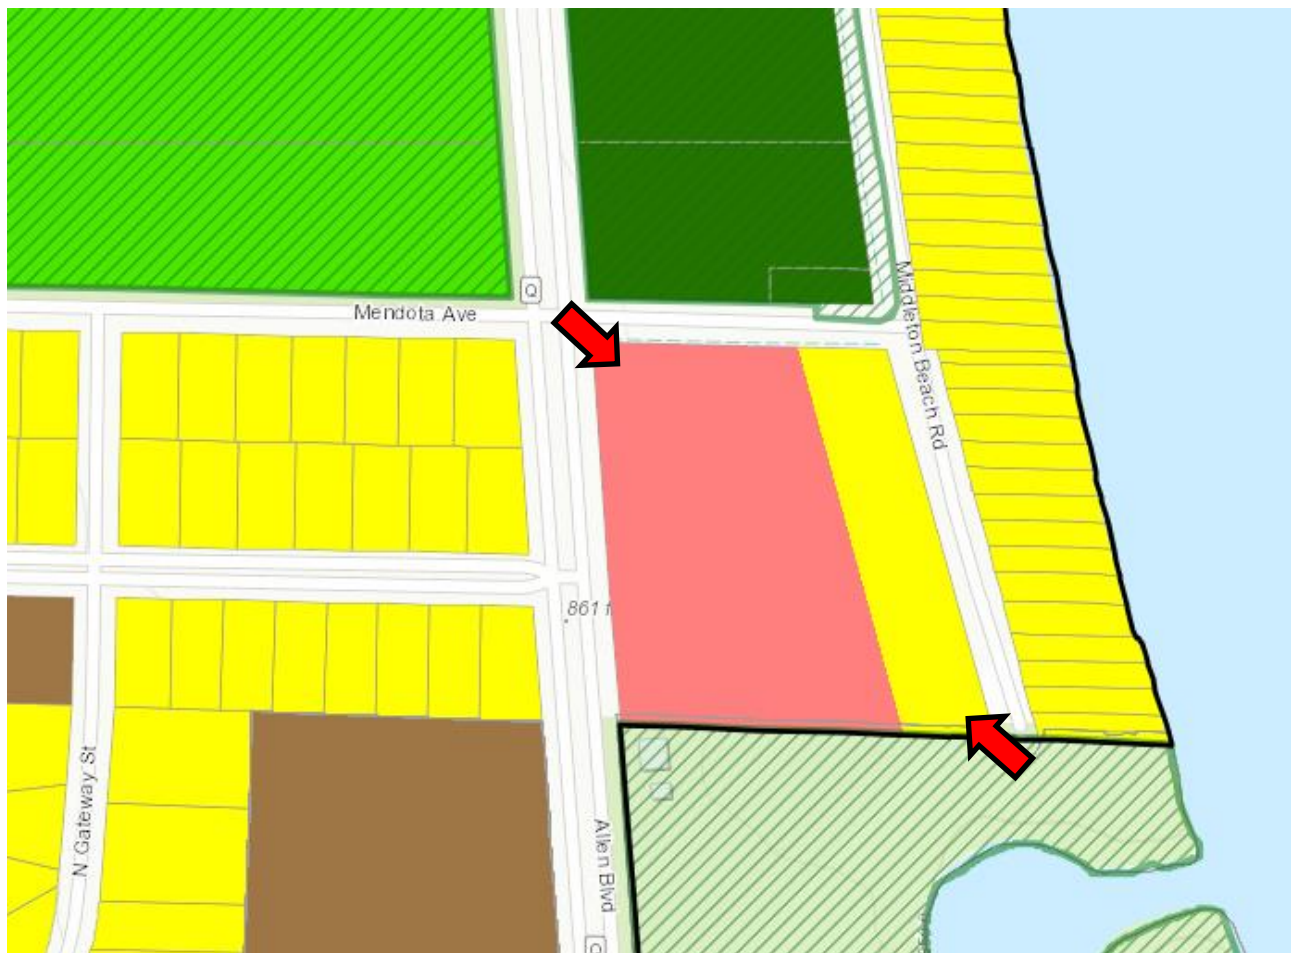 Q
Mendota Ave
Middleton Beach Rd
861 f
N Gateway St
Allen Blvd
Q